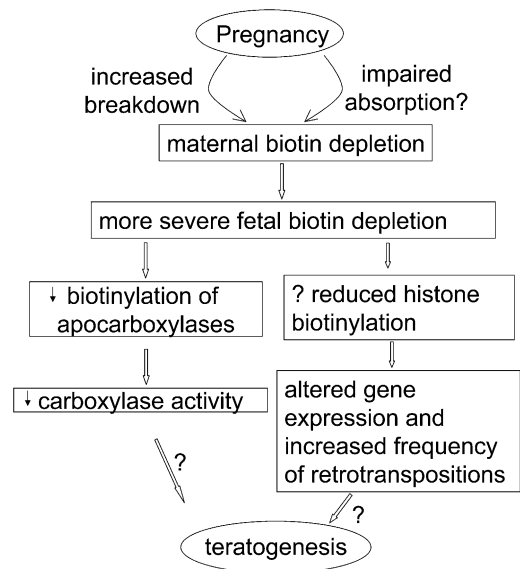 Pregnancy
increased
breakdown
impaired
absorption?
maternal biotin depletion
more severe fetal biotin depletion
↓ biotinylation of
apocarboxylases
? reduced histone
biotinylation
↓ carboxylase activity
altered gene
expression and
increased frequency
of retrotranspositions
?
?
teratogenesis